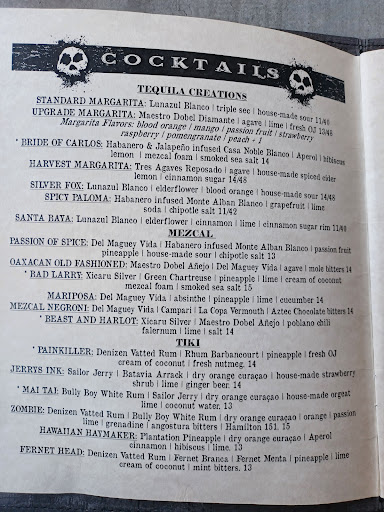 COCKTAILS
TEQUILA CREATIONS
STANDARD MARGARITA: Lunazul Blanco | triple sec | house-made sour 11/46
UPGRADE MARGARITA: Maestro Dobel Diamante | agave | lime | fresh OJ 13/48
Margarita Flavors: blood orange / mango / passion fruit / strawberry
raspberry / pomengranate / peach - 1
* BRIDE OF CARLOS: Habanero & Jalapeño infused Casa Noble Blanco | Aperol | hibiscus
lemon | mezcal foam | smoked sea salt 14
HARVEST MARGARITA: Tres Agaves Reposado | agave | house-made spiced cider
lemon | cinnamon sugar 14/48
SILVER FOX: Lunazul Blanco | elderflower | blood orange | house-made sour 14/48
SPICY PALOMA: Habanero infused Monte Alban Blanco | grapefruit | lime
soda | chipotle salt 11/42
SANTA BAYA: Lunazul Blanco | elderflower | cinnamon | lime | cinnamon sugar rim 11/46
MEZCAL
PASSION OF SPICE: Del Maguey Vida | Habanero infused Monte Alban Blanco | passion fruit
pineapple | house-made sour | chipotle salt 13
OAXACAN OLD FASHIONED: Maestro Dobel Añejo | Del Maguey Vida | agave | mole bitters 14
* RAD LARRY: Xicaru Silver | Green Chartreuse | pineapple | lime | cream of coconut
mezcal foam | smoked sea salt 15
MARIPOSA: Del Maguey Vida | absinthe | pineapple | lime | cucumber 14
MEZCAL NEGRONI: Del Maguey Vida | Campari | La Copa Vermouth | Aztec Chocolate bitters 14
* BEAST AND HARLOT: Xicaru Silver | Maestro Dobel Añejo | poblano chili
falernum | lime | salt 14
TIKI
* PAINKILLER: Denizen Vatted Rum | Rhum Barbancourt | pineapple | fresh OJ
cream of coconut | fresh nutmeg. 14
JERRYS INK: Sailor Jerry | Batavia Arrack | dry orange curaçao | house-made strawberry
shrub | lime | ginger beer. 14
* MAI TAI: Bully Boy White Rum | Sailor Jerry | dry orange curaçao | house-made orgeat
lime | coconut water. 13
ZOMBIE: Denizen Vatted Rum | Bully Boy White Rum | dry orange curaçao | orange | passion
lime | grenadine | angostura bitters | Hamilton 151. 15
HAWAIIAN HAYMAKER: Plantation Pineapple | dry orange curaçao | Aperol
cinnamon | hibiscus | lime. 13
FERNET HEAD: Denizen Vatted Rum | Fernet Branca | Fernet Menta | pineapple | lime
cream of coconut | mint bitters. 13